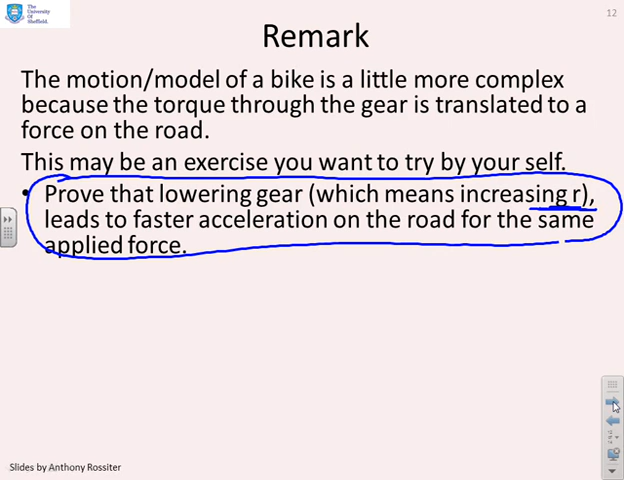 The
University
Of
Sheffield.
12
Remark
The motion/model of a bike is a little more complex
because the torque through the gear is translated to a
force on the road.
This may be an exercise you want to try by your self.
• Prove that lowering gear (which means increasing r),
leads to faster acceleration on the road for the same
applied force.
Slides by Anthony Rossiter